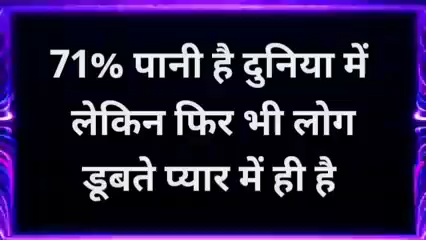 71% पानी है दुनिया में
लेकिन फिर भी लोग
डूबते प्यार में ही है